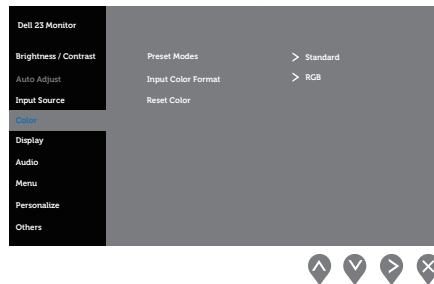 Dell 23 Monitor
Brightness / Contrast
Auto Adjust
Input Source
Color
Display
Audio
Menu
Personalize
Others
Preset Modes > Standard
Input Color Format > RGB
Reset Color